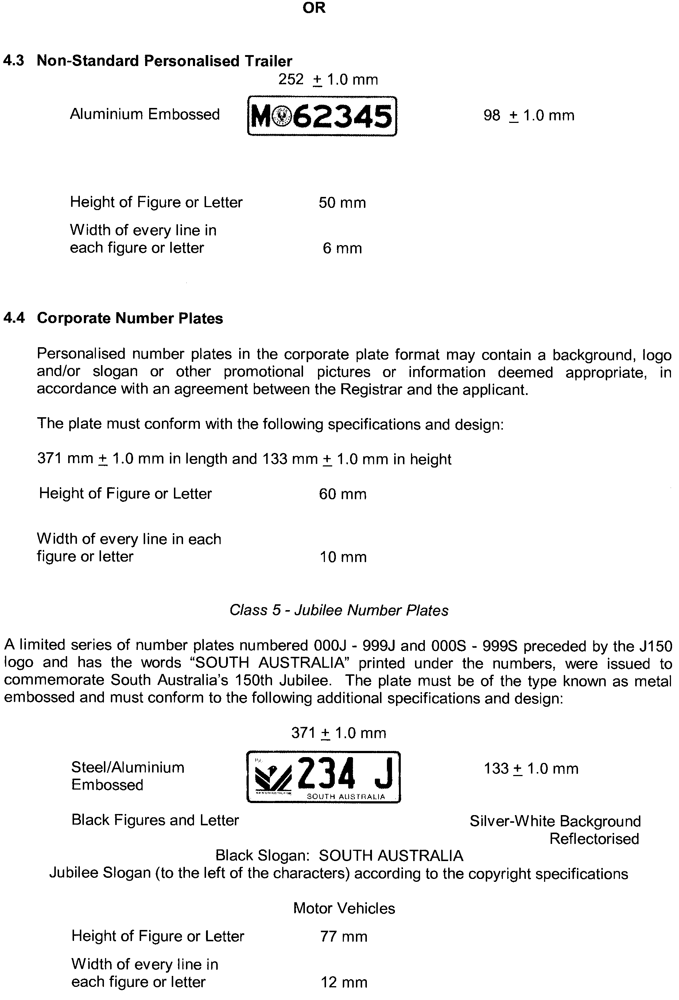 OR
4.3 Non-Standard Personalised Trailer
252 ± 1.0 mm
Aluminium Embossed
M 62345
98 ± 1.0 mm
Height of Figure or Letter 50 mm
Width of every line in
each figure or letter 6 mm
4.4 Corporate Number Plates
Personalised number plates in the corporate plate format may contain a background, logo
and/or slogan or other promotional pictures or information deemed appropriate, in
accordance with an agreement between the Registrar and the applicant.
The plate must conform with the following specifications and design:
371 mm ± 1.0 mm in length and 133 mm ± 1.0 mm in height
Height of Figure or Letter 60 mm
Width of every line in each
figure or letter 10 mm
Class 5 - Jubilee Number Plates
A limited series of number plates numbered 000J - 999J and 000S - 999S preceded by the J150
logo and has the words “SOUTH AUSTRALIA” printed under the numbers, were issued to
commemorate South Australia’s 150th Jubilee. The plate must be of the type known as metal
embossed and must conform to the following additional specifications and design:
371 ± 1.0 mm
Steel/Aluminium
Embossed
234 J
SOUTH AUSTRALIA
133 ± 1.0 mm
Black Figures and Letter
Silver-White Background
Reflectorised
Black Slogan: SOUTH AUSTRALIA
Jubilee Slogan (to the left of the characters) according to the copyright specifications
Motor Vehicles
Height of Figure or Letter 77 mm
Width of every line in
each figure or letter 12 mm